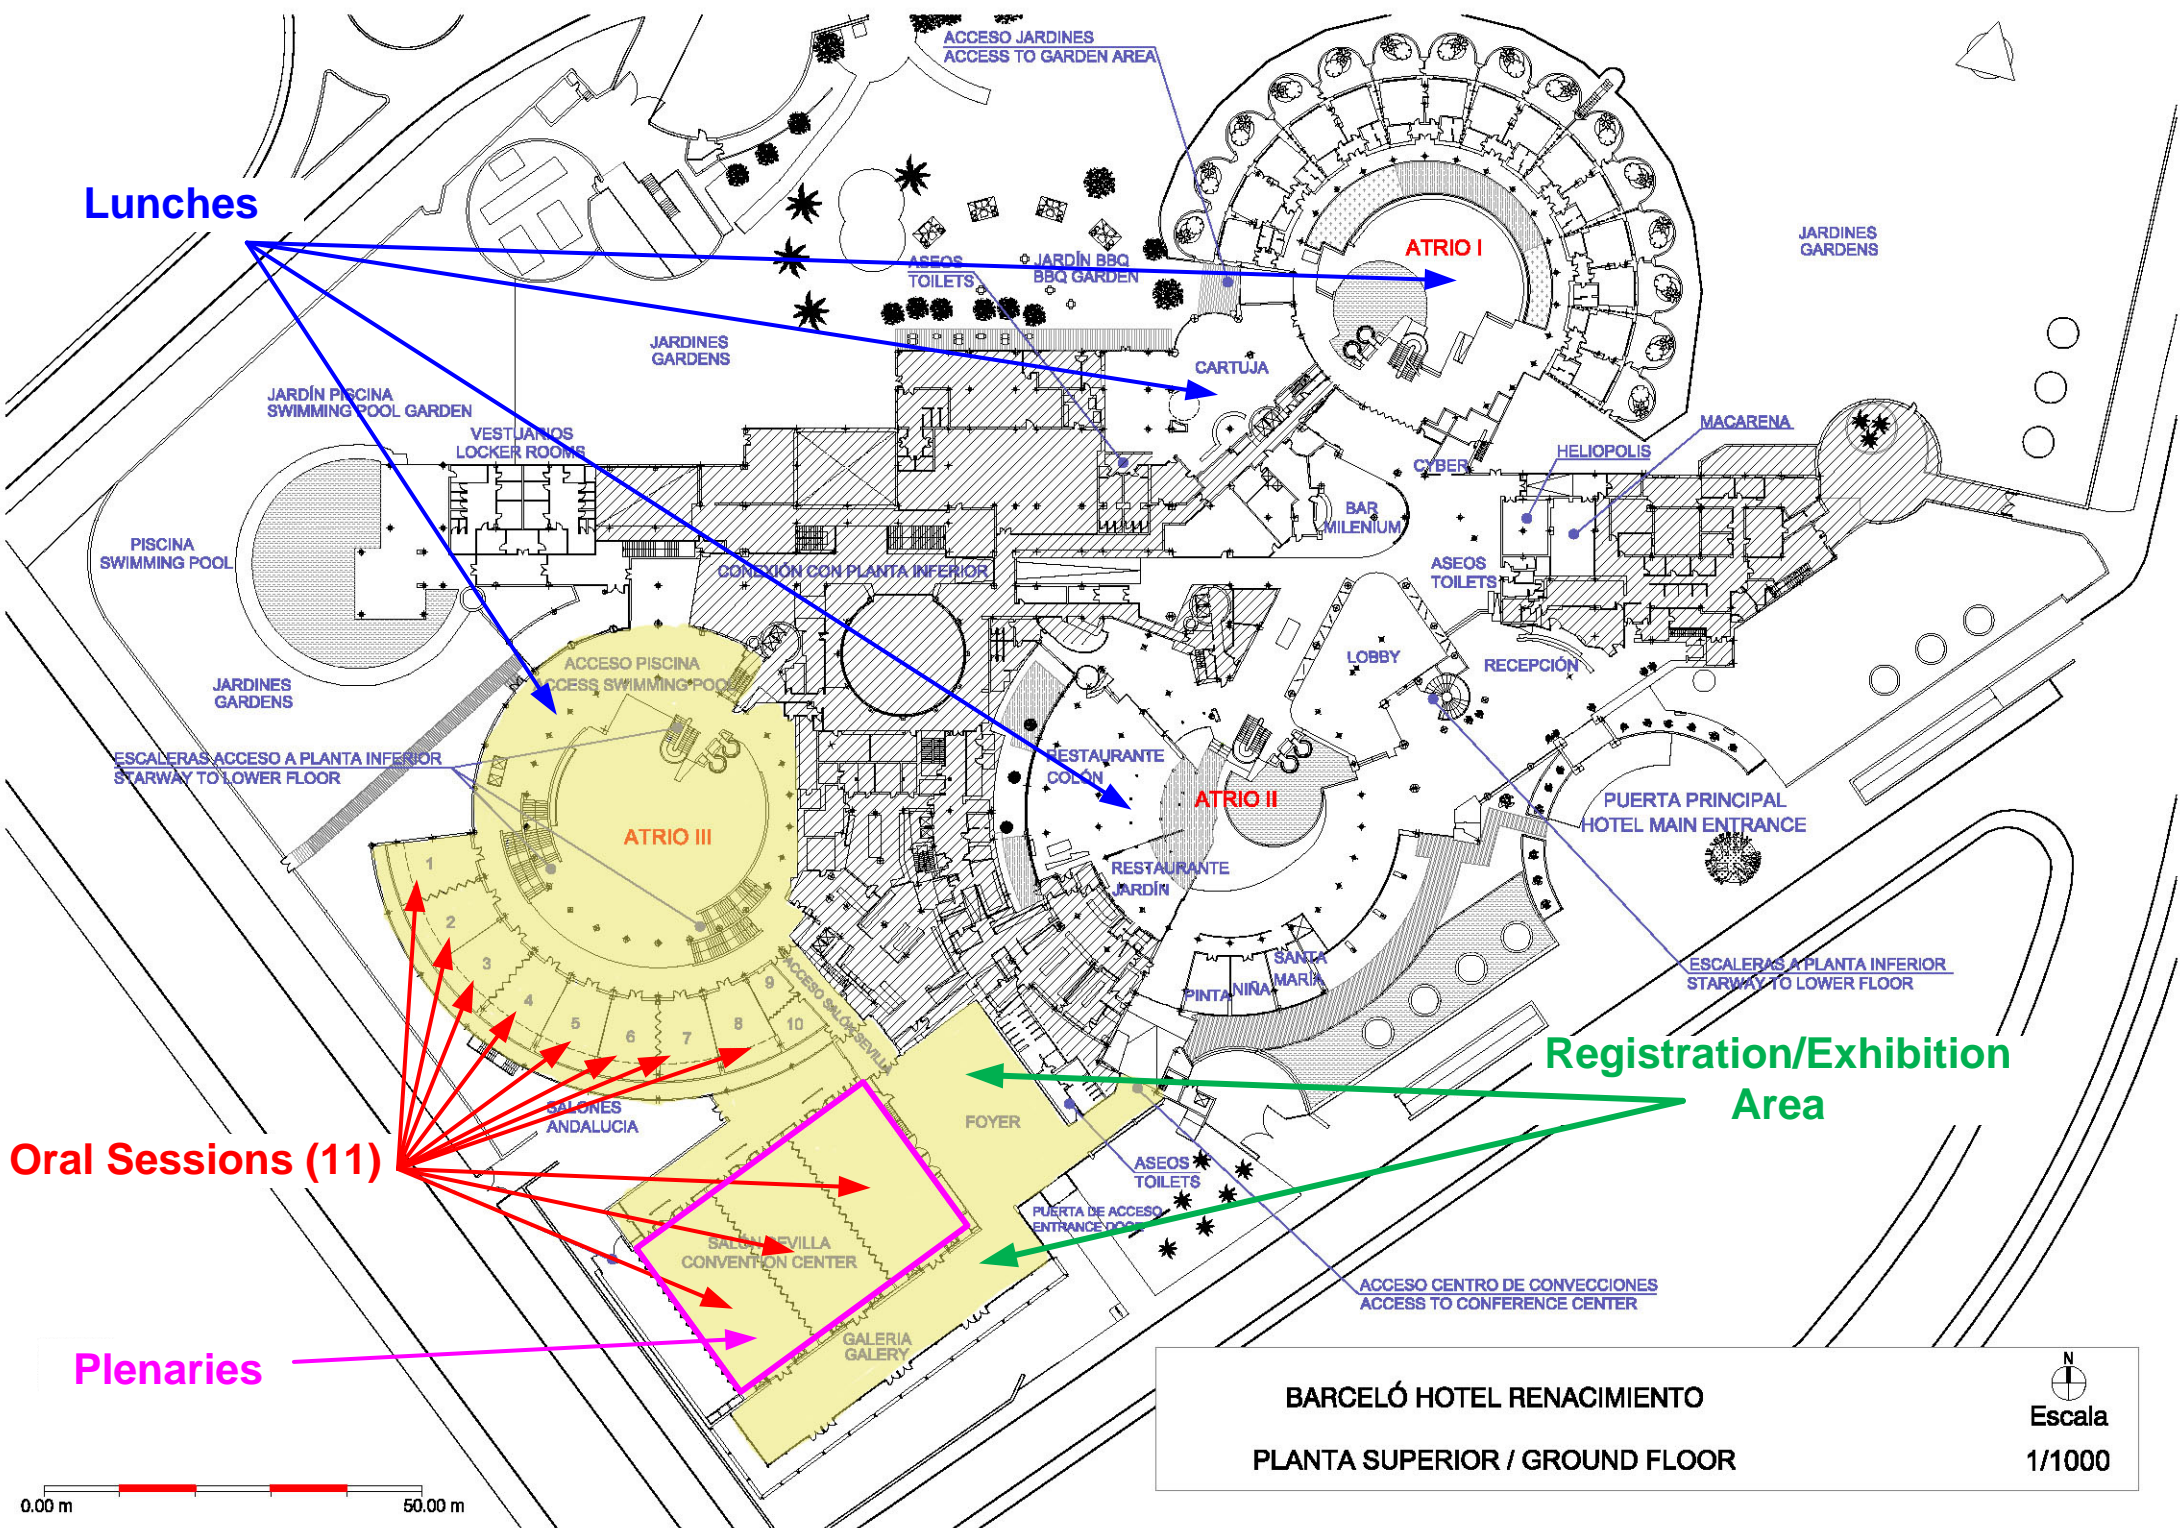 ACCESO JARDINES
ACCESS TO GARDEN AREA
Lunches
ATRIO I
JARDINES
GARDENS
ASEOS
TOILETS
JARDÍN BBQ
BBQ GARDEN
JARDINES
GARDENS
CARTUJA
JARDÍN PISCINA
SWIMMING POOL GARDEN
VESTUARIOS
LOCKER ROOMS
MACARENA
HELIOPOLIS
CYBER
BAR
MILENIUM
PISCINA
SWIMMING POOL
CONEXIÓN CON PLANTA INFERIOR
ASEOS
TOILETS
LOBBY
RECEPCIÓN
ACCESO PISCINA
ACCESS SWIMMING POOL
JARDINES
GARDENS
ESCALERAS ACCESO A PLANTA INFERIOR
STARWAY TO LOWER FLOOR
RESTAURANTE
COLÓN
ATRIO II
PUERTA PRINCIPAL
HOTEL MAIN ENTRANCE
ATRIO III
RESTAURANTE
JARDÍN
1
2
3
4
5
6
7
8
9
10
ACCESO SALÓN SEVILLA
PINTA
NIÑA
SANTA
MARÍA
ESCALERAS A PLANTA INFERIOR
STARWAY TO LOWER FLOOR
Registration/Exhibition
Area
SALONES
ANDALUCIA
FOYER
Oral Sessions (11)
ASEOS
TOILETS
PUERTA DE ACCESO
ENTRANCE DOOR
SALÓN SEVILLA
CONVENTION CENTER
ACCESO CENTRO DE CONVECCIONES
ACCESS TO CONFERENCE CENTER
GALERIA
GALERY
Plenaries
BARCELÓ HOTEL RENACIMIENTO
PLANTA SUPERIOR / GROUND FLOOR
N
Escala
1/1000
0.00 m
50.00 m